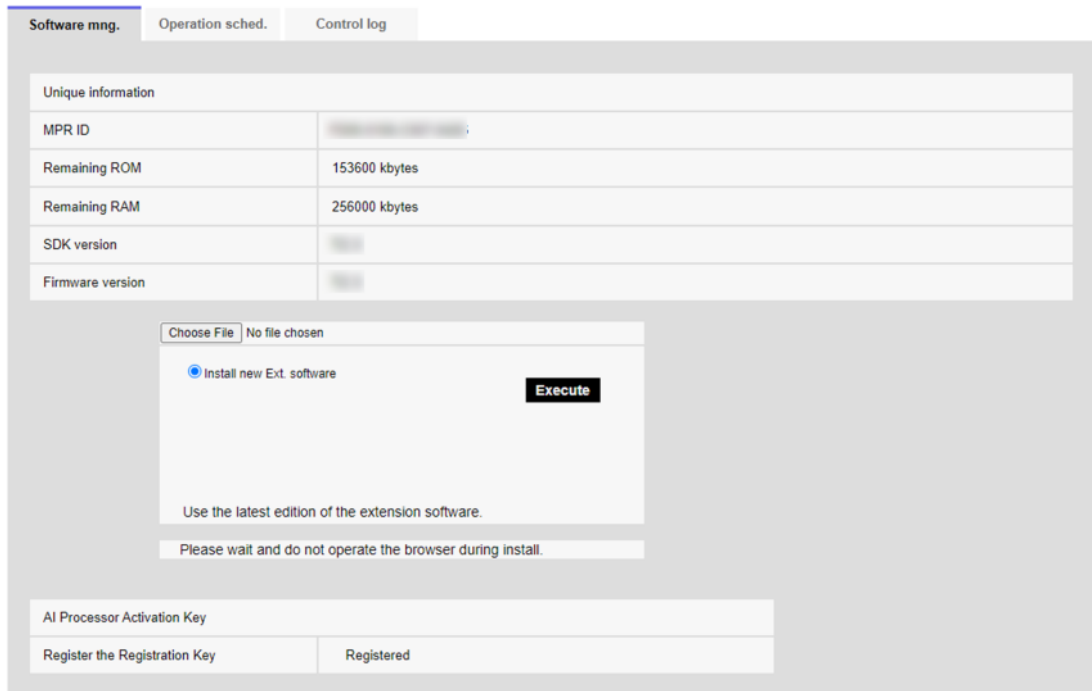 Software mng. Operation sched. Control log
Unique information
MPR ID
Remaining ROM 153600 kbytes
Remaining RAM 256000 kbytes
SDK version
Firmware version
Choose File No file chosen
Install new Ext. software
Execute
Use the latest edition of the extension software.
Please wait and do not operate the browser during install.
AI Processor Activation Key
Register the Registration Key Registered